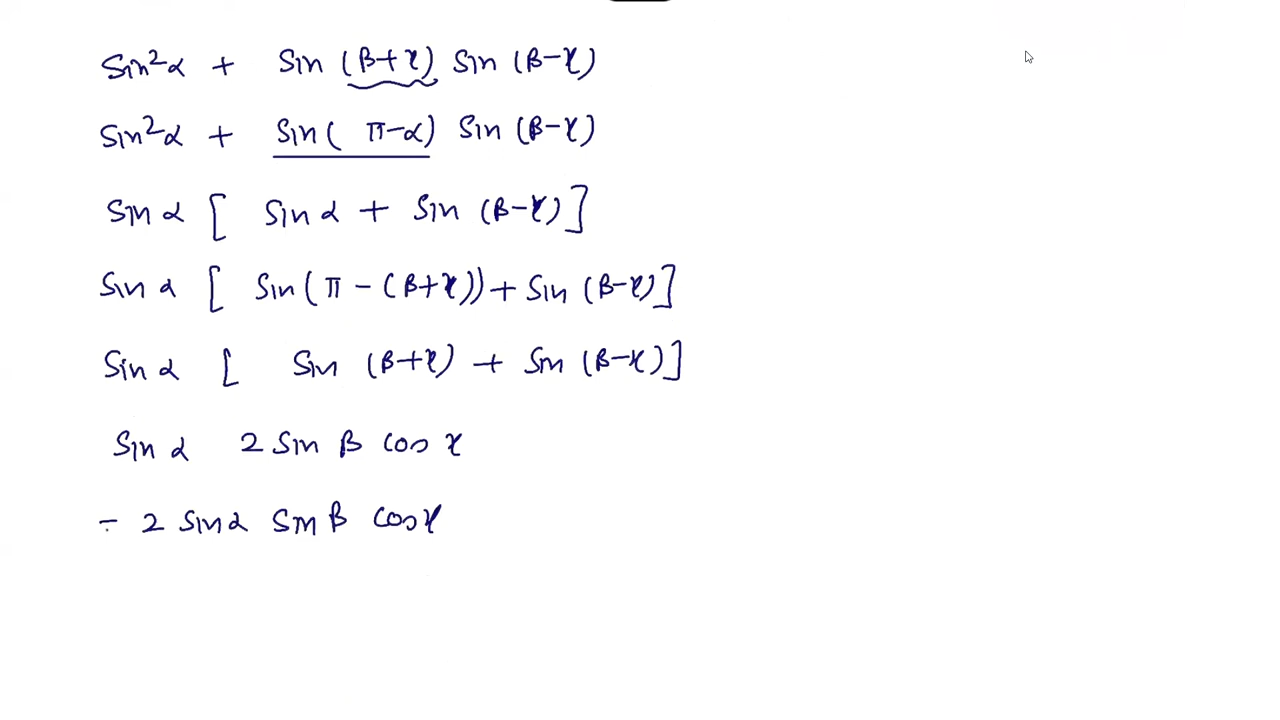 Sin²α + Sin (β+γ) Sin (β-γ)
Sin²α + Sin( π-α) Sin (β-γ)
Sin α [ Sin α + Sin (β-γ)]
Sin α [ Sin(π - (β+γ)) + Sin (β-γ)]
Sin α [ Sin (β+γ) + Sin (β-γ)]
Sin α 2 Sin β cos γ
= 2 Sin α Sin β cos γ